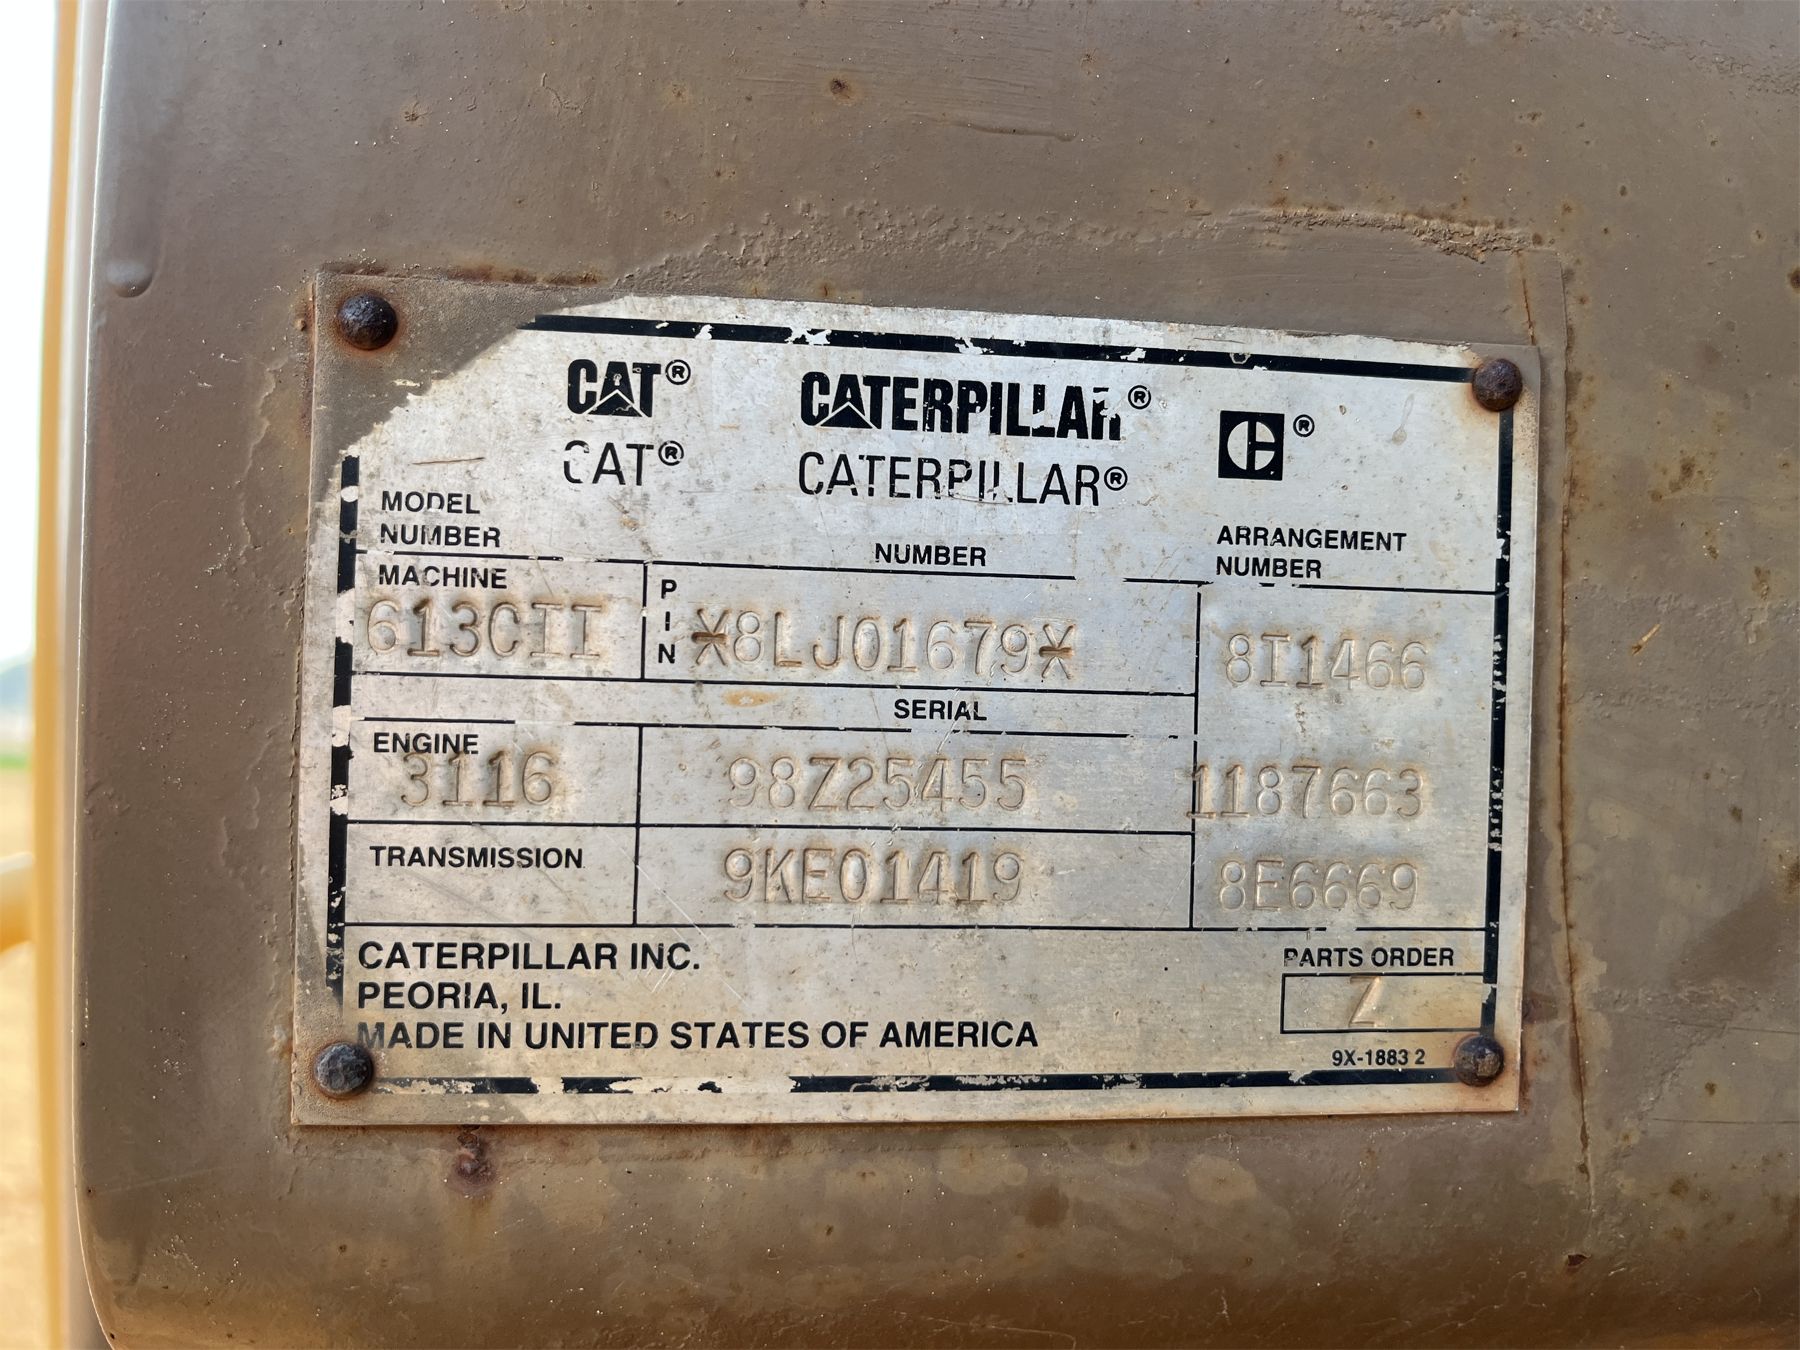 CAT® CATERPILLAR® C®
CAT® CATERPILLAR®
MODEL NUMBER
NUMBER
ARRANGEMENT NUMBER
MACHINE 613CII PIN *8LJ01679* 8I1466
SERIAL
ENGINE 3116 98Z25455 1187663
TRANSMISSION 9KE01419 8E6669
CATERPILLAR INC.
PEORIA, IL.
MADE IN UNITED STATES OF AMERICA
PARTS ORDER
Z
9X-1883 2